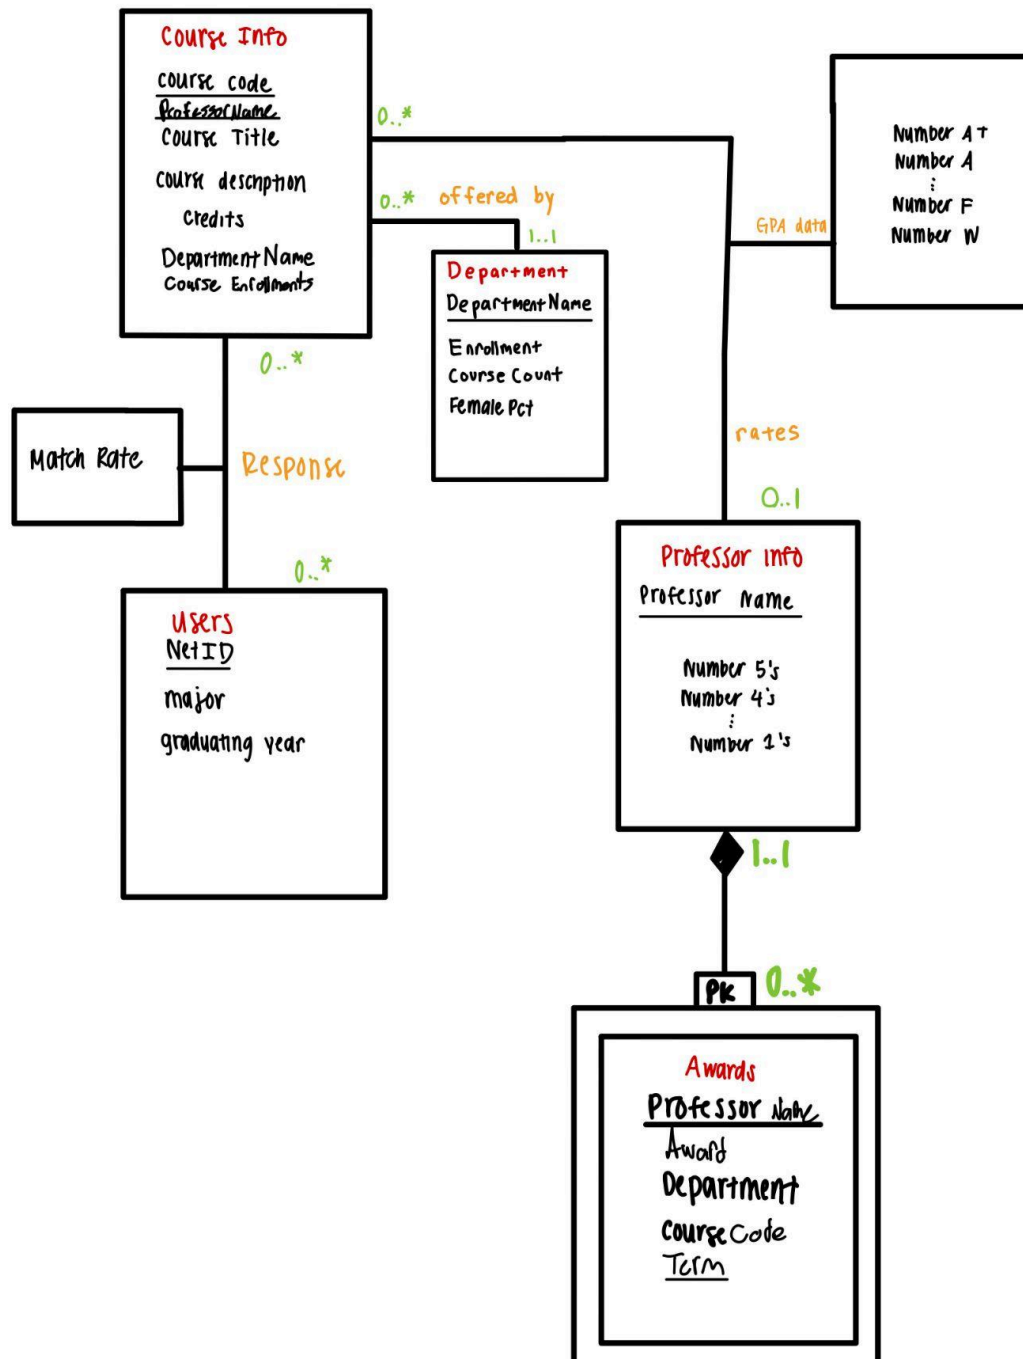 Course Info
course code
Professor Name
Course Title
course description
credits
Department Name
Course Enrollments
0..*
0..* offered by
1..1
Department
Department Name
Enrollment
Course Count
Female Pct
Number A+
Number A
⋮
Number F
Number W
GPA data
0..*
Match Rate
Response
rates
0..1
0..*
Users
NetID
major
graduating year
Professor info
Professor Name
Number 5's
Number 4's
⋮
Number 1's
1..1
PK
0..*
Awards
Professor Name
Award
Department
Course Code
Term